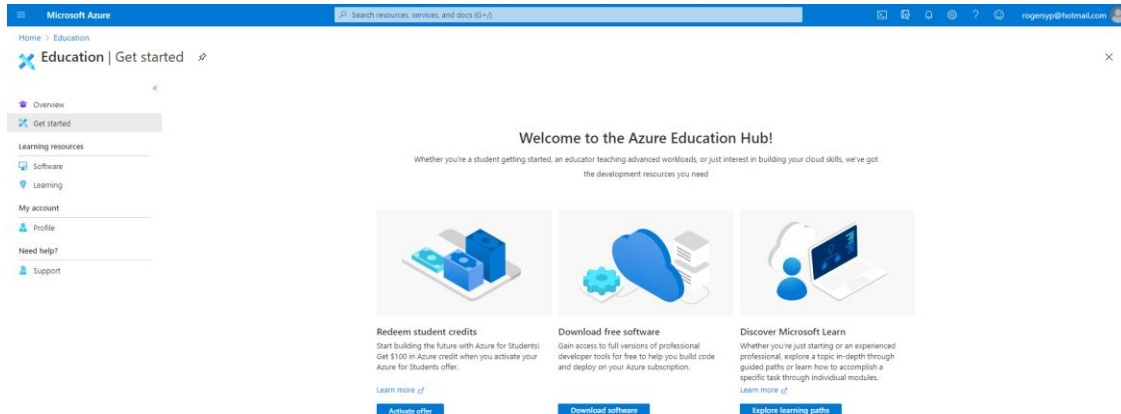 Microsoft Azure
Search resources, services, and docs (G+/)
rogersyp@hotmail.com
Home > Education
Education | Get started
«
Overview
Get started
Learning resources
Software
Learning
My account
Profile
Need help?
Support
Welcome to the Azure Education Hub!
Whether you're a student getting started, an educator teaching advanced workloads, or just interest in building your cloud skills, we've got
the development resources you need
Redeem student credits
Start building the future with Azure for Students!
Get $100 in Azure credit when you activate your
Azure for Students offer.
Learn more
Activate offer
Download free software
Gain access to full versions of professional
developer tools for free to help you build code
and deploy on your Azure subscription.
Learn more
Download software
Discover Microsoft Learn
Whether you're just starting or an experienced
professional, explore a topic in-depth through
guided paths or learn how to accomplish a
specific task through individual modules.
Learn more
Explore learning paths